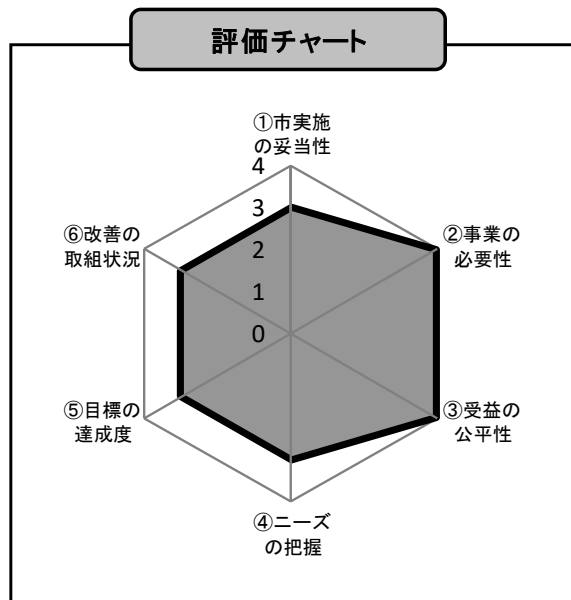 評価チャート
①市実施
の妥当性
4
3
2
1
0
②事業の
必要性
③受益の
公平性
④ニーズ
の把握
⑤目標の
達成度
⑥改善の
取組状況